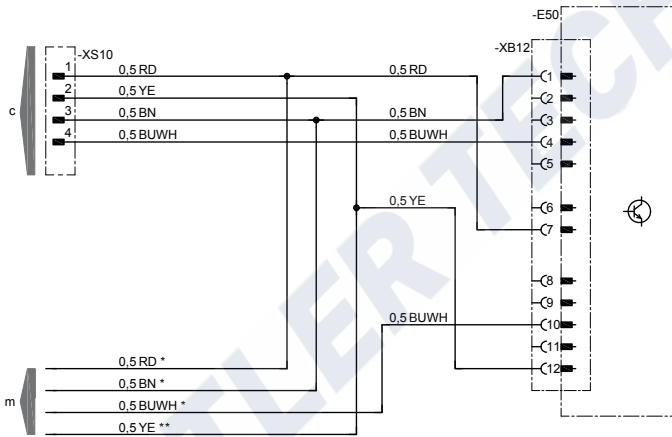 -E50
-XS10
-XB12
1 0,5 RD 0,5 RD 1
2 0,5 YE 2
c 3 0,5 BN 0,5 BN 3
4 0,5 BUWH 0,5 BUWH 4
5
0,5 YE 6
7
8
9
0,5 BUWH 10
11
0,5 RD * 12
0,5 BN *
m 0,5 BUWH *
0,5 YE **
TLER TECH